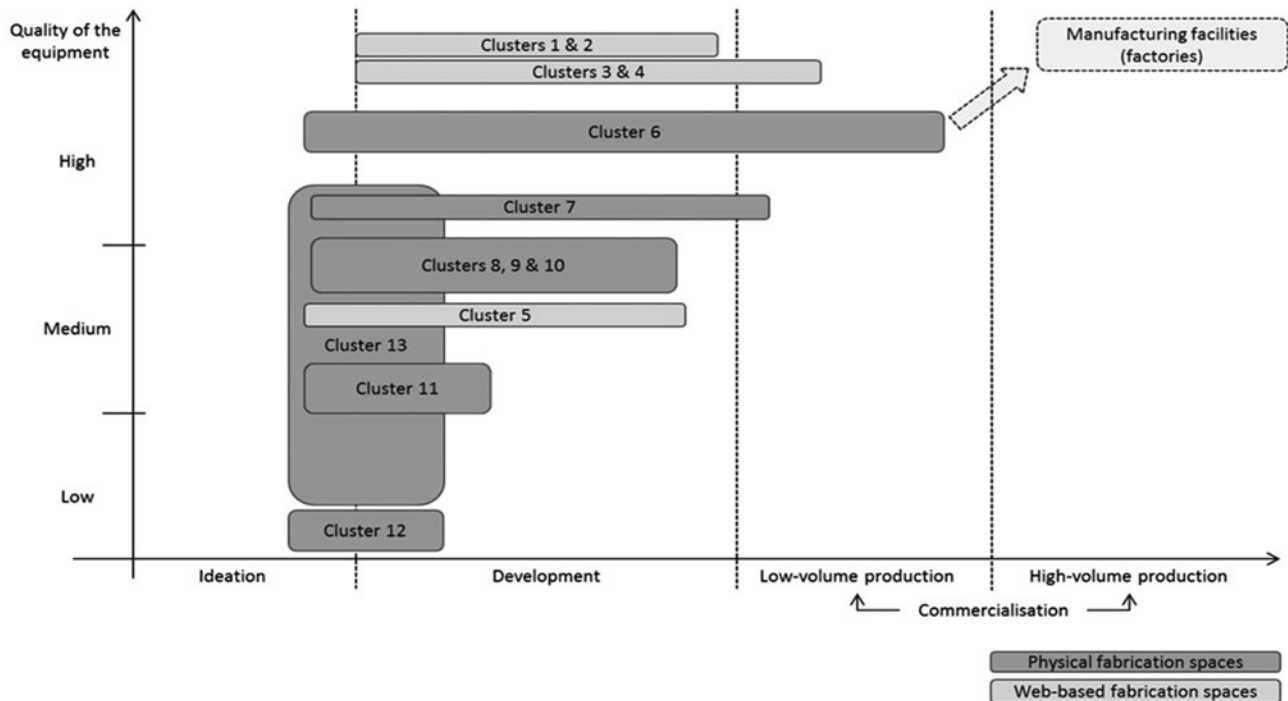 Quality of the
equipment
Clusters 1 & 2
Clusters 3 & 4
Manufacturing facilities
(factories)
Cluster 6
High
Cluster 7
Clusters 8, 9 & 10
Cluster 5
Medium
Cluster 13
Cluster 11
Low
Cluster 12
Ideation
Development
Low-volume production
High-volume production
Commercialisation
Physical fabrication spaces
Web-based fabrication spaces